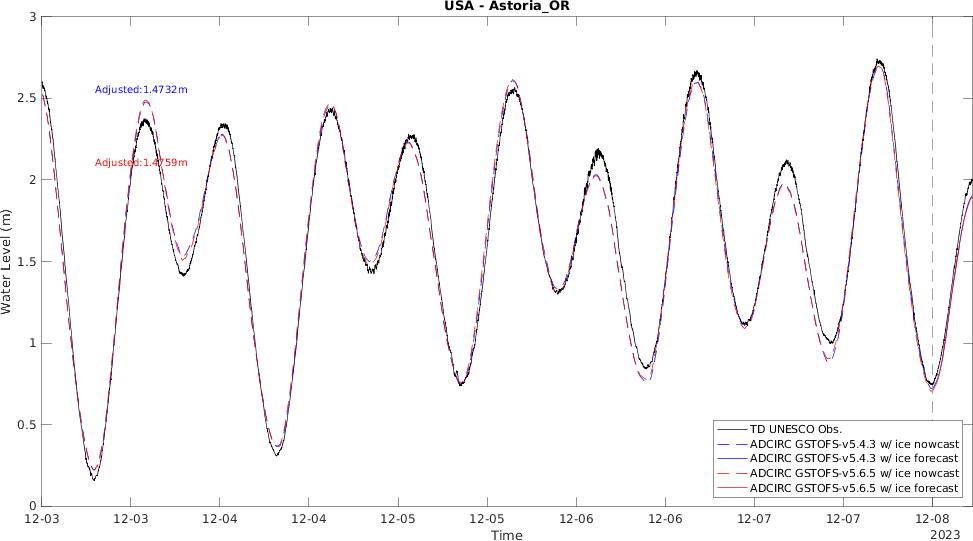 USA - Astoria_OR
3
2.5
2
1.5
1
0.5
0
Water Level (m)
Adjusted:1.4732m
Adjusted:1.4759m
TD UNESCO Obs.
ADCIRC GSTOFS-v5.4.3 w/ ice nowcast
ADCIRC GSTOFS-v5.4.3 w/ ice forecast
ADCIRC GSTOFS-v5.6.5 w/ ice nowcast
ADCIRC GSTOFS-v5.6.5 w/ ice forecast
12-03 12-03 12-04 12-04 12-05 12-05 12-06 12-06 12-07 12-07 12-08
2023
Time